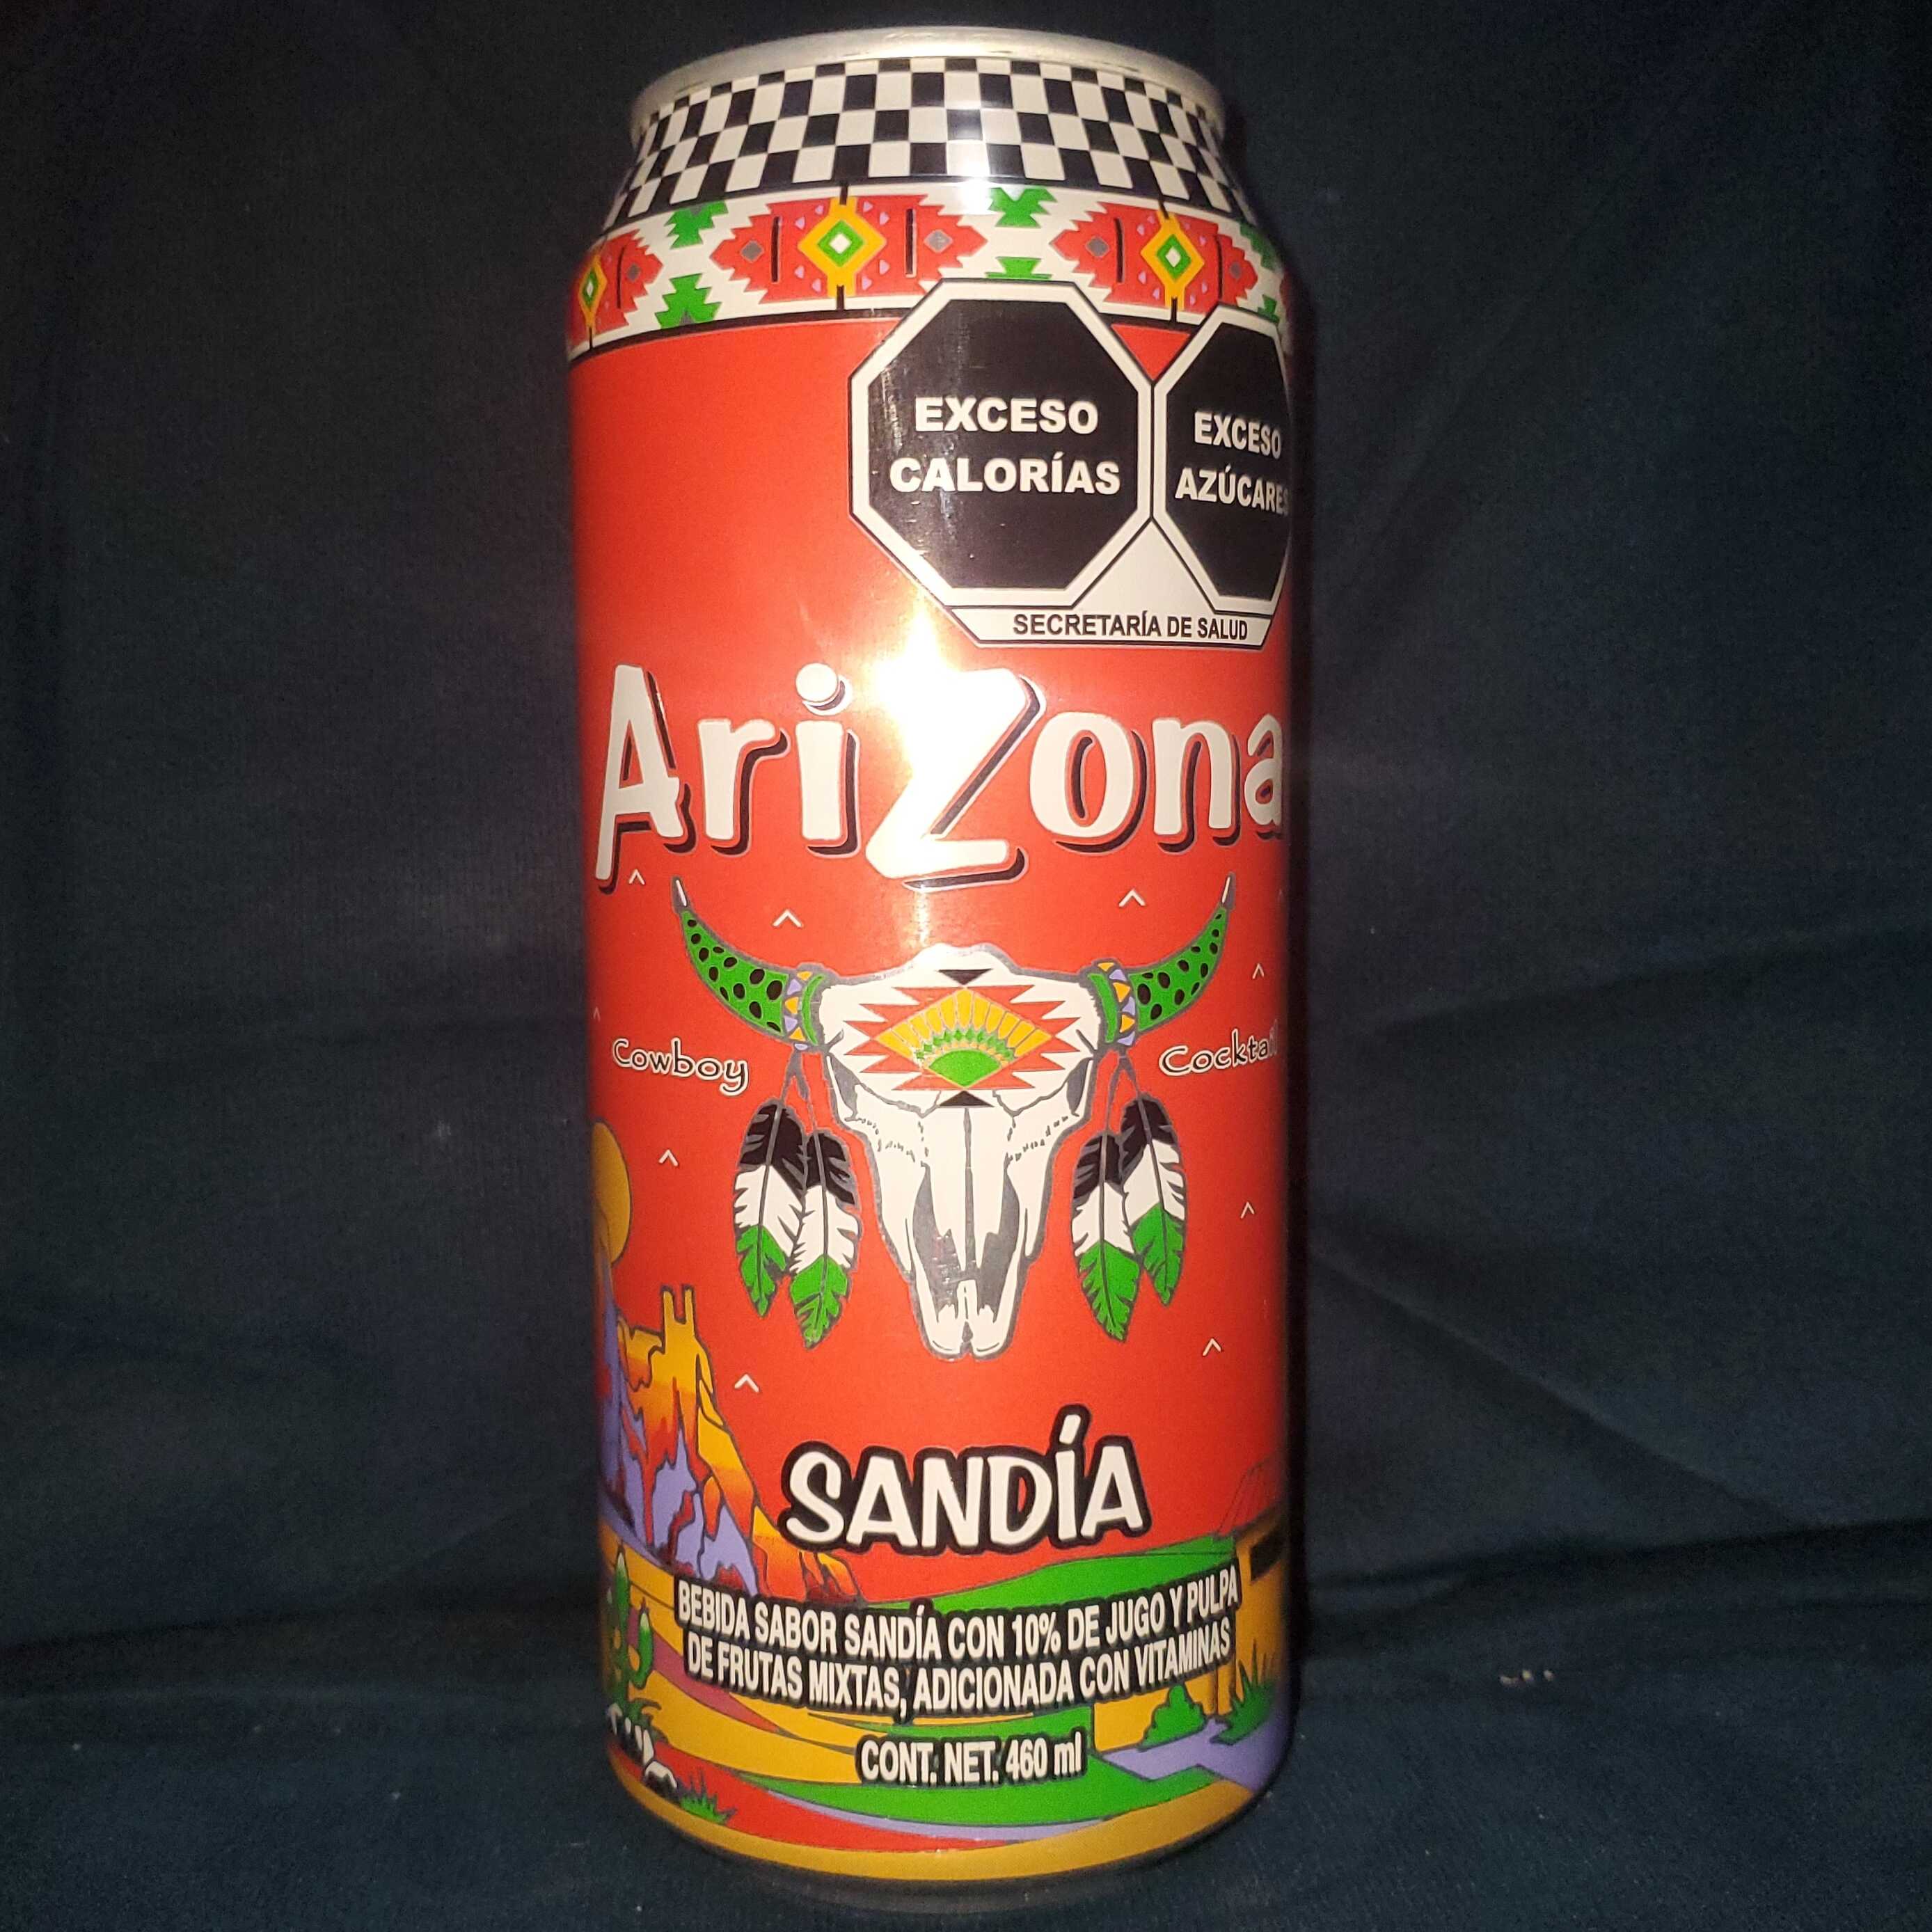 EXCESO
CALORÍAS
EXCESO
AZÚCARES
SECRETARÍA DE SALUD
AriZona
Cowboy Cocktail
SANDÍA
BEBIDA SABOR SANDÍA CON 10% DE JUGO Y PULPA
DE FRUTAS MIXTAS, ADICIONADA CON VITAMINAS
CONT. NET. 460 ml